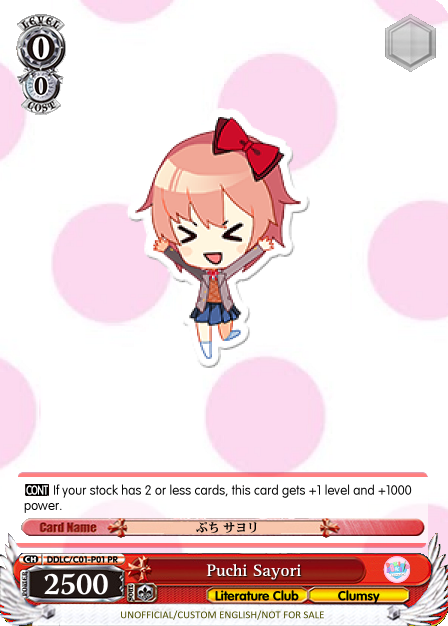 LEVEL
0
0
COST
CONT If your stock has 2 or less cards, this card gets +1 level and +1000
power.
Card Name
ぷち サヨリ
CH DDLC/C01-P01 PR
POWER 2500 SOUL
Puchi Sayori
Literature Club Clumsy
UNOFFICIAL/CUSTOM ENGLISH/NOT FOR SALE